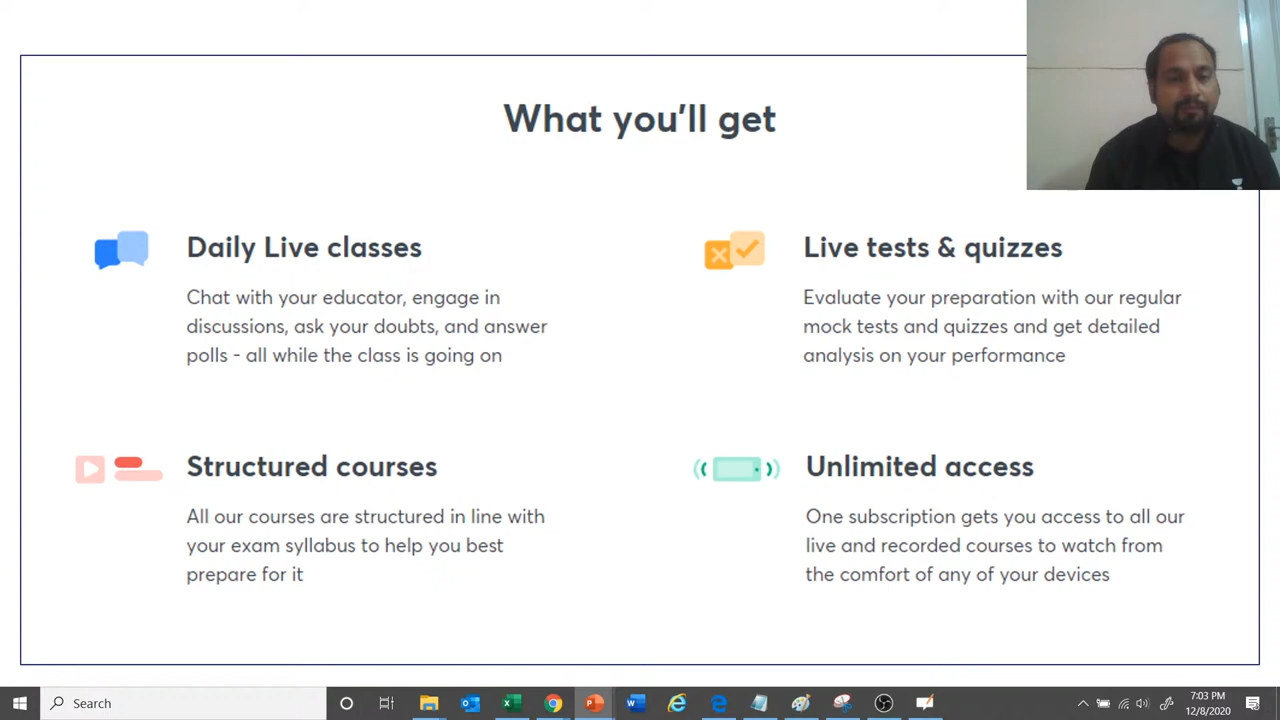 What you'll get
Daily Live classes
Chat with your educator, engage in
discussions, ask your doubts, and answer
polls - all while the class is going on
Live tests & quizzes
Evaluate your preparation with our regular
mock tests and quizzes and get detailed
analysis on your performance
Structured courses
All our courses are structured in line with
your exam syllabus to help you best
prepare for it
Unlimited access
One subscription gets you access to all our
live and recorded courses to watch from
the comfort of any of your devices
Search
7:03 PM
12/8/2020